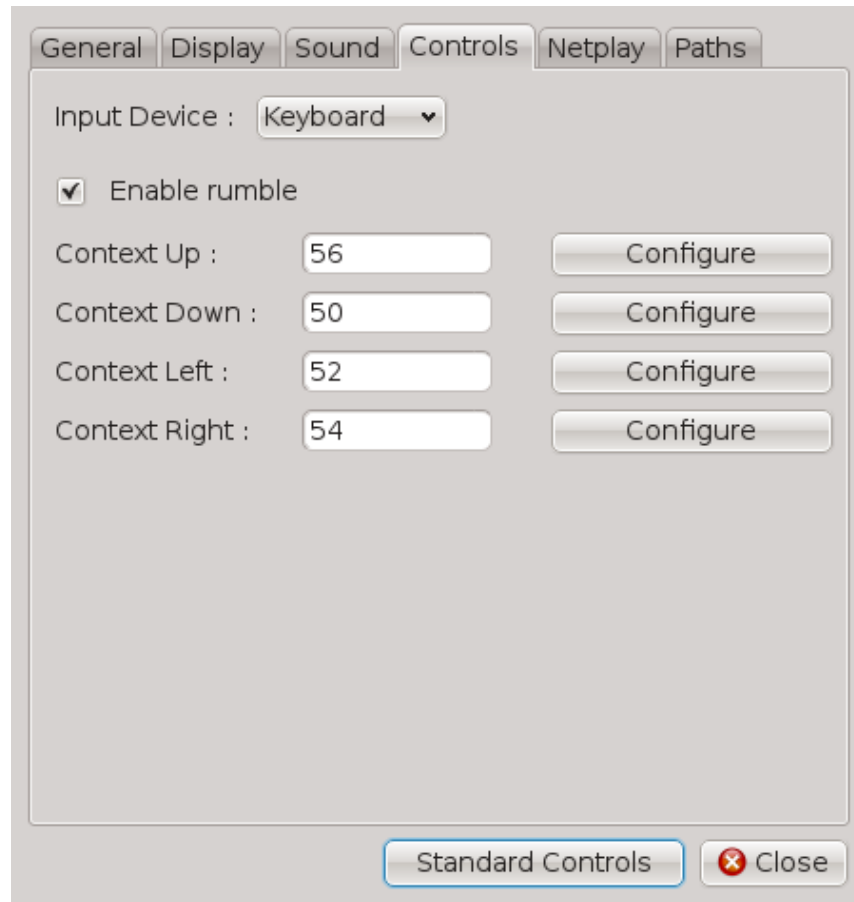 General Display Sound Controls Netplay Paths
Input Device : Keyboard
Enable rumble
Context Up : 56 Configure
Context Down : 50 Configure
Context Left : 52 Configure
Context Right : 54 Configure
Standard Controls Close